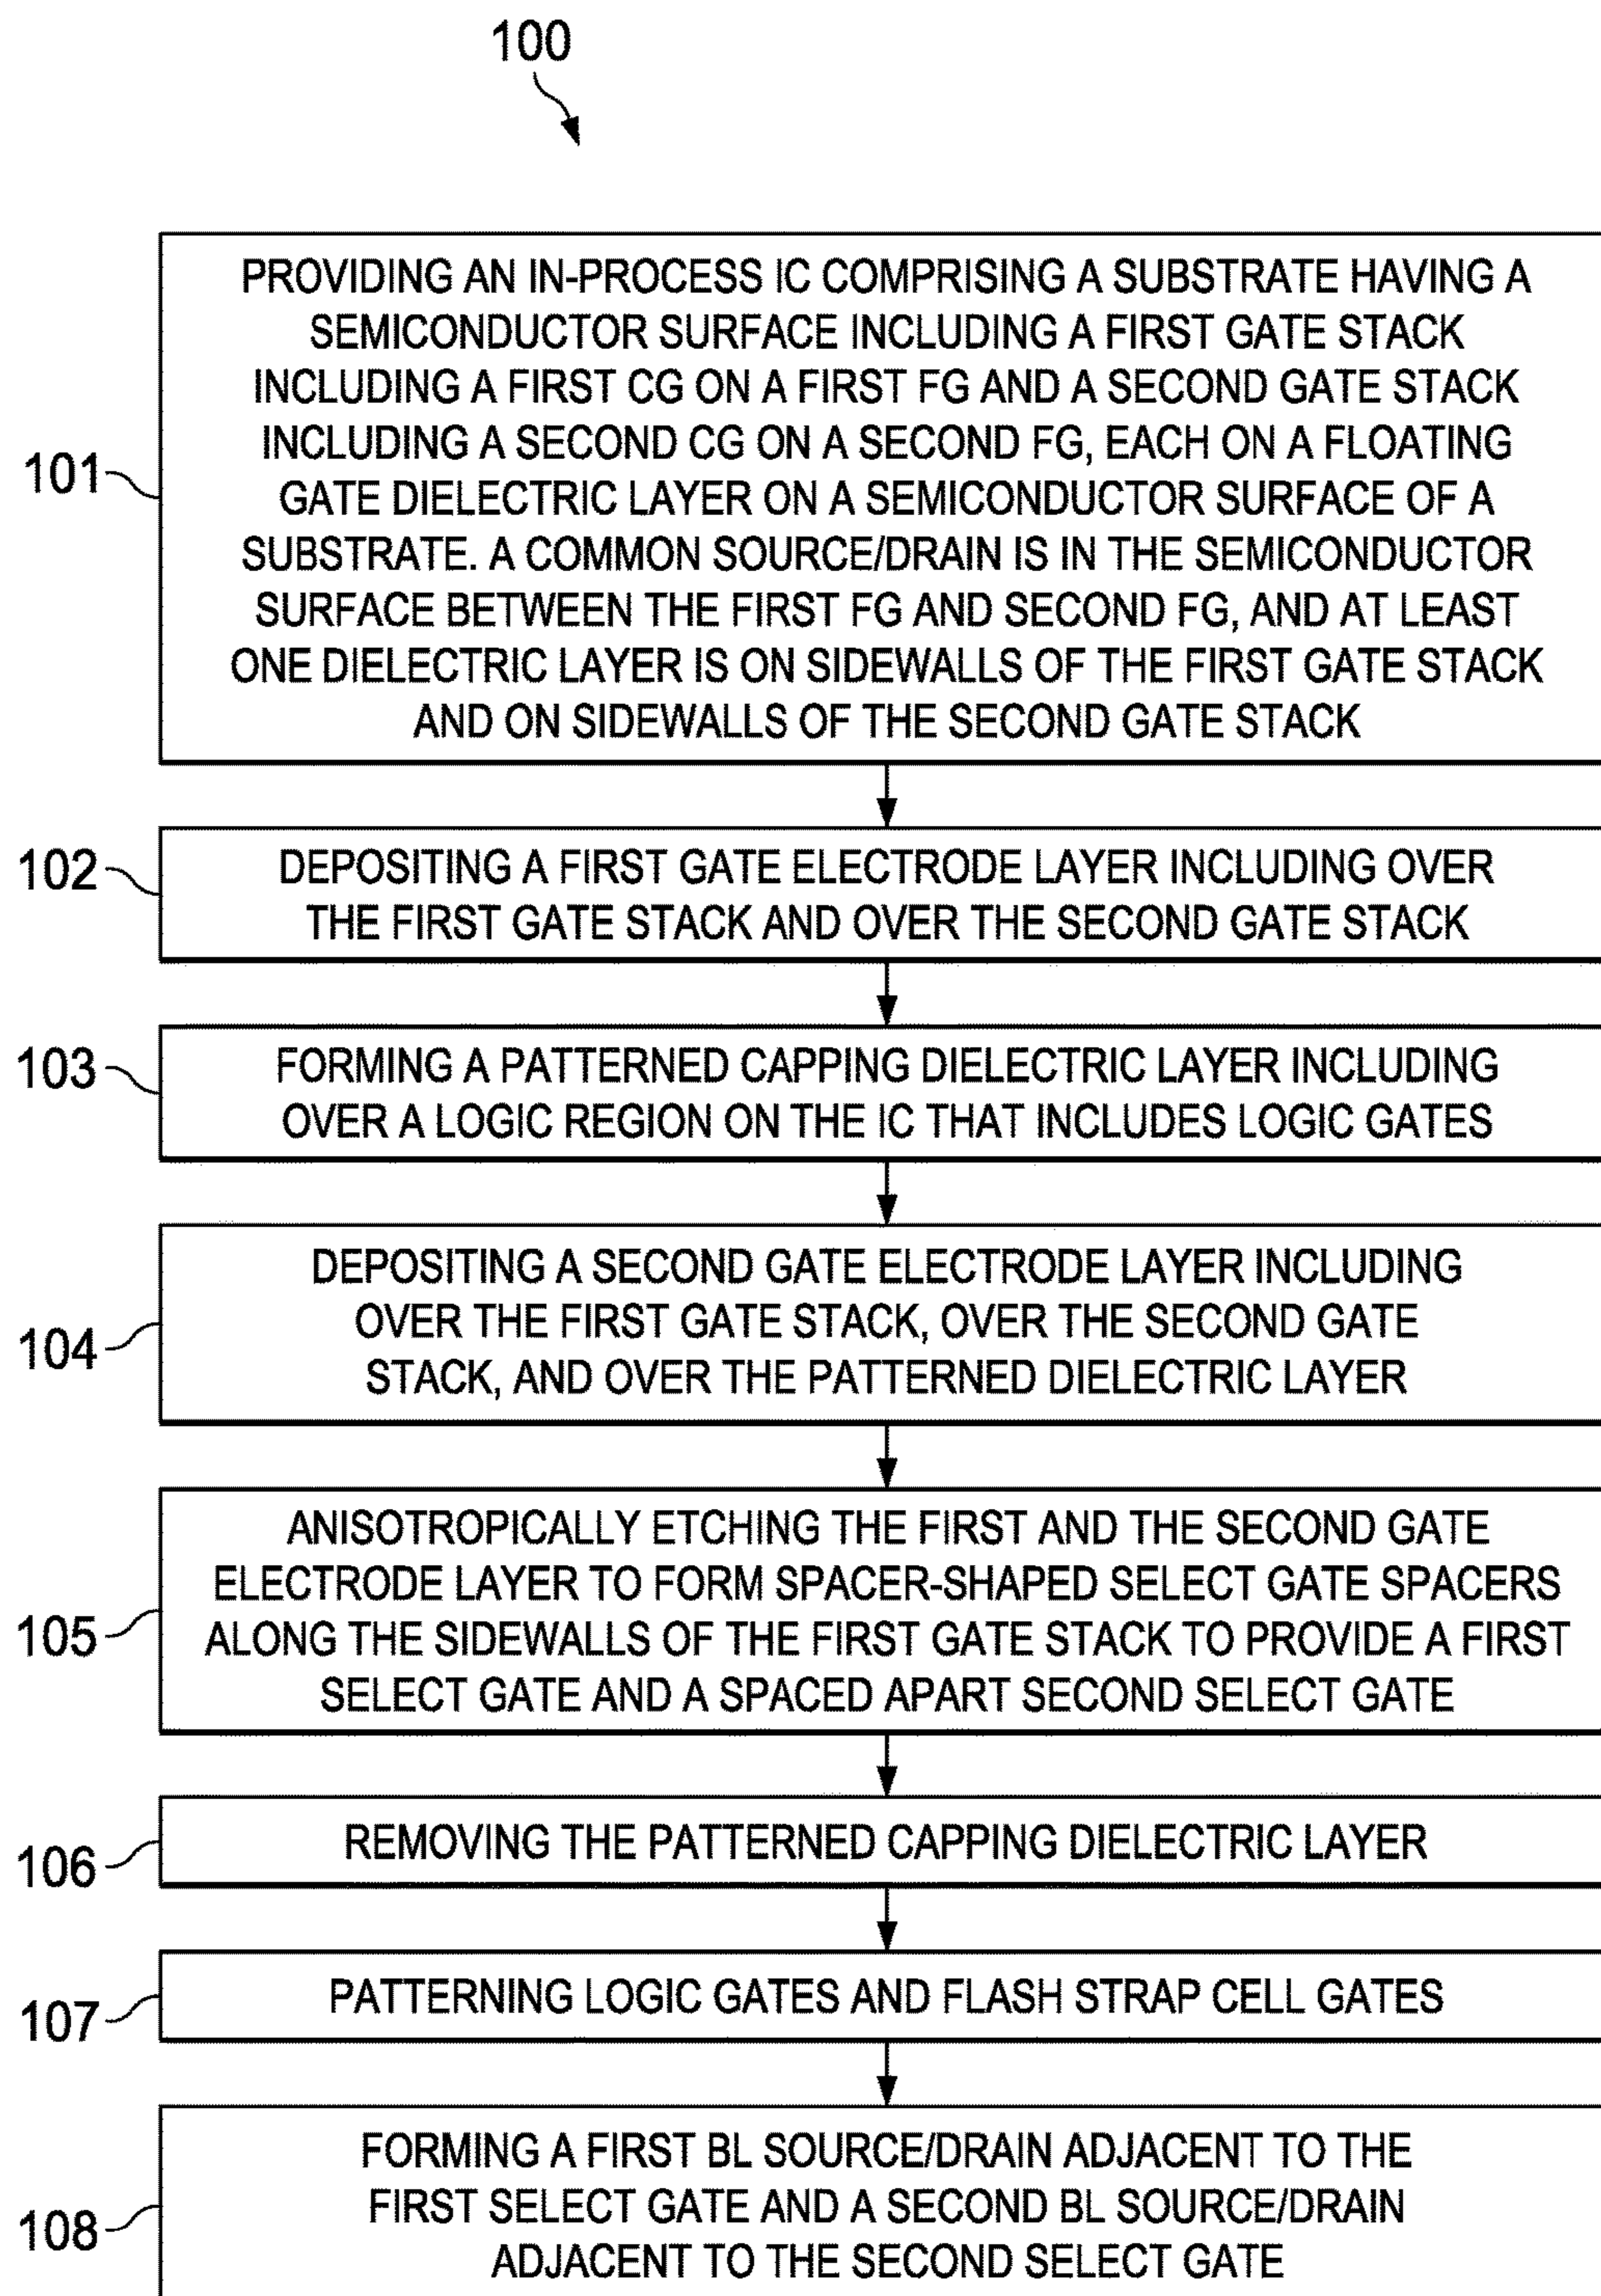 100
101
PROVIDING AN IN-PROCESS IC COMPRISING A SUBSTRATE HAVING A
SEMICONDUCTOR SURFACE INCLUDING A FIRST GATE STACK
INCLUDING A FIRST CG ON A FIRST FG AND A SECOND GATE STACK
INCLUDING A SECOND CG ON A SECOND FG, EACH ON A FLOATING
GATE DIELECTRIC LAYER ON A SEMICONDUCTOR SURFACE OF A
SUBSTRATE. A COMMON SOURCE/DRAIN IS IN THE SEMICONDUCTOR
SURFACE BETWEEN THE FIRST FG AND SECOND FG, AND AT LEAST
ONE DIELECTRIC LAYER IS ON SIDEWALLS OF THE FIRST GATE STACK
AND ON SIDEWALLS OF THE SECOND GATE STACK
102
DEPOSITING A FIRST GATE ELECTRODE LAYER INCLUDING OVER
THE FIRST GATE STACK AND OVER THE SECOND GATE STACK
103
FORMING A PATTERNED CAPPING DIELECTRIC LAYER INCLUDING
OVER A LOGIC REGION ON THE IC THAT INCLUDES LOGIC GATES
104
DEPOSITING A SECOND GATE ELECTRODE LAYER INCLUDING
OVER THE FIRST GATE STACK, OVER THE SECOND GATE
STACK, AND OVER THE PATTERNED DIELECTRIC LAYER
105
ANISOTROPICALLY ETCHING THE FIRST AND THE SECOND GATE
ELECTRODE LAYER TO FORM SPACER-SHAPED SELECT GATE SPACERS
ALONG THE SIDEWALLS OF THE FIRST GATE STACK TO PROVIDE A FIRST
SELECT GATE AND A SPACED APART SECOND SELECT GATE
106
REMOVING THE PATTERNED CAPPING DIELECTRIC LAYER
107
PATTERNING LOGIC GATES AND FLASH STRAP CELL GATES
108
FORMING A FIRST BL SOURCE/DRAIN ADJACENT TO THE
FIRST SELECT GATE AND A SECOND BL SOURCE/DRAIN
ADJACENT TO THE SECOND SELECT GATE